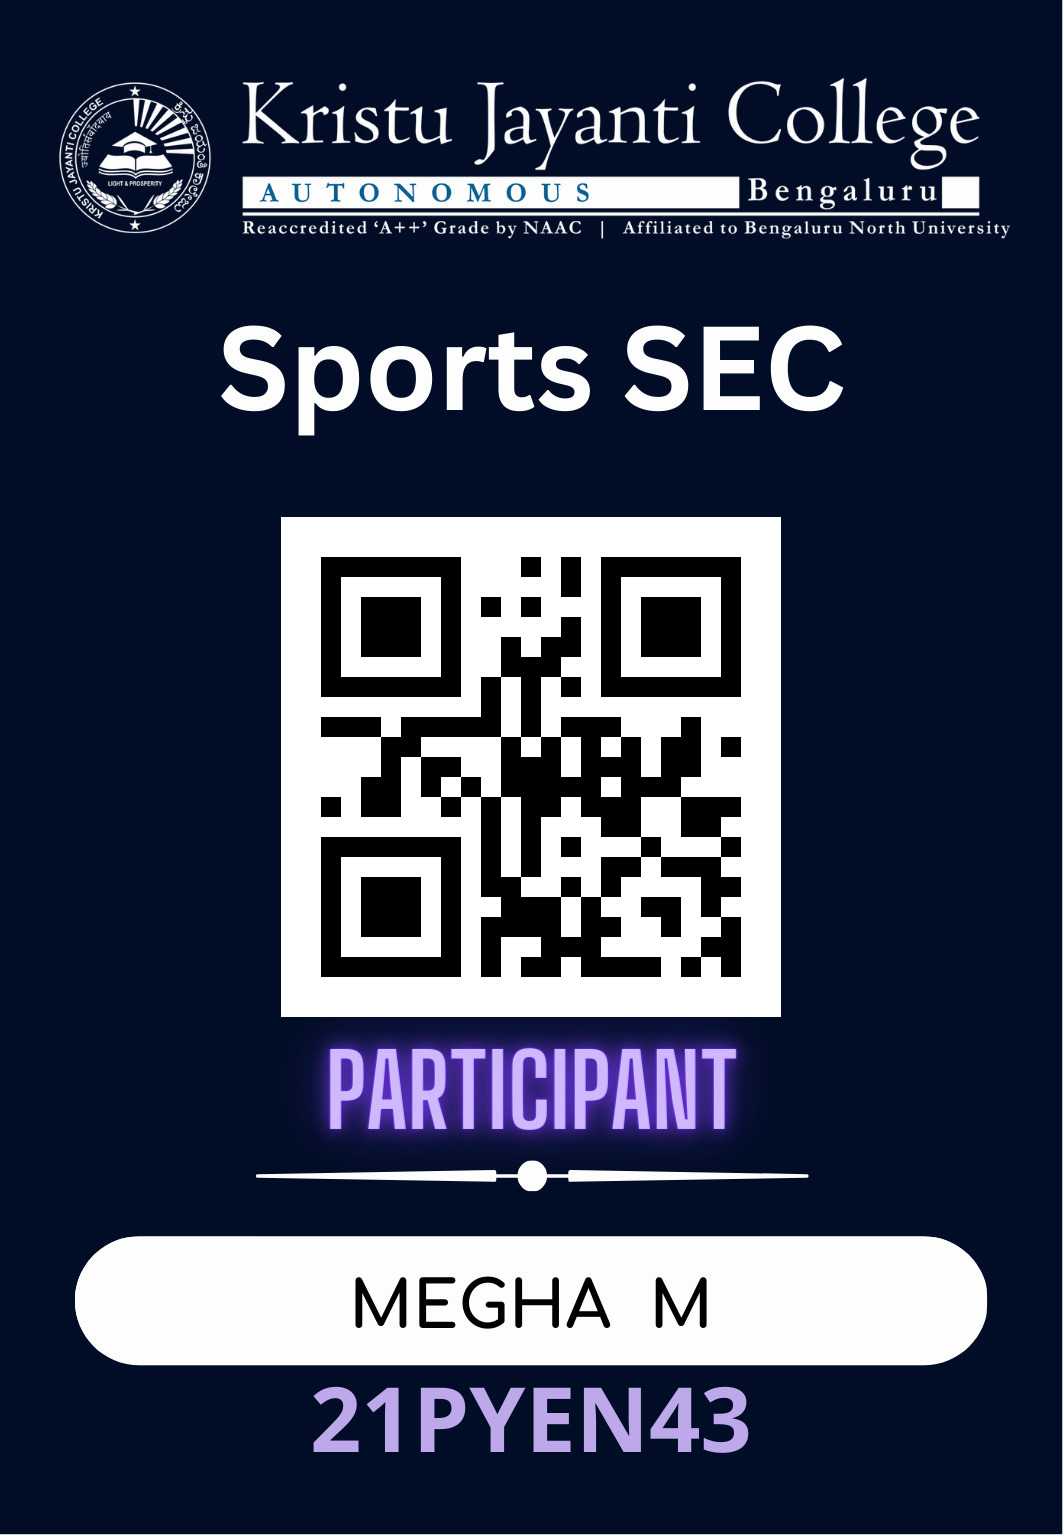 Kristu Jayanti College
AUTONOMOUS Bengaluru
Reaccredited ‘A++’ Grade by NAAC | Affiliated to Bengaluru North University
KRISTU JAYANTI COLLEGE
LIGHT & PROSPERITY
Sports SEC
PARTICIPANT
MEGHA M
21PYEN43